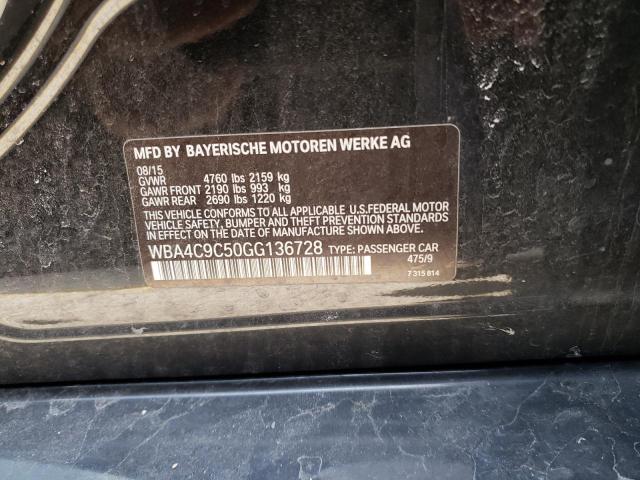 MFD BY BAYERISCHE MOTOREN WERKE AG
08/15
GVWR 4760 lbs 2159 kg
GAWR FRONT 2190 lbs 993 kg
GAWR REAR 2690 lbs 1220 kg
THIS VEHICLE CONFORMS TO ALL APPLICABLE U.S.FEDERAL MOTOR
VEHICLE SAFETY, BUMPER AND THEFT PREVENTION STANDARDS
IN EFFECT ON THE DATE OF MANUFACTURE SHOWN ABOVE.
WBA4C9C50GG136728 TYPE: PASSENGER CAR
475/9
7 315 814